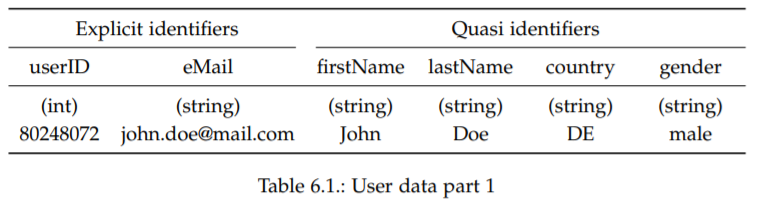 Explicit identifiers Quasi identifiers
userID eMail firstName lastName country gender
(int) (string) (string) (string) (string) (string)
80248072 john.doe@mail.com John Doe DE male
Table 6.1.: User data part 1